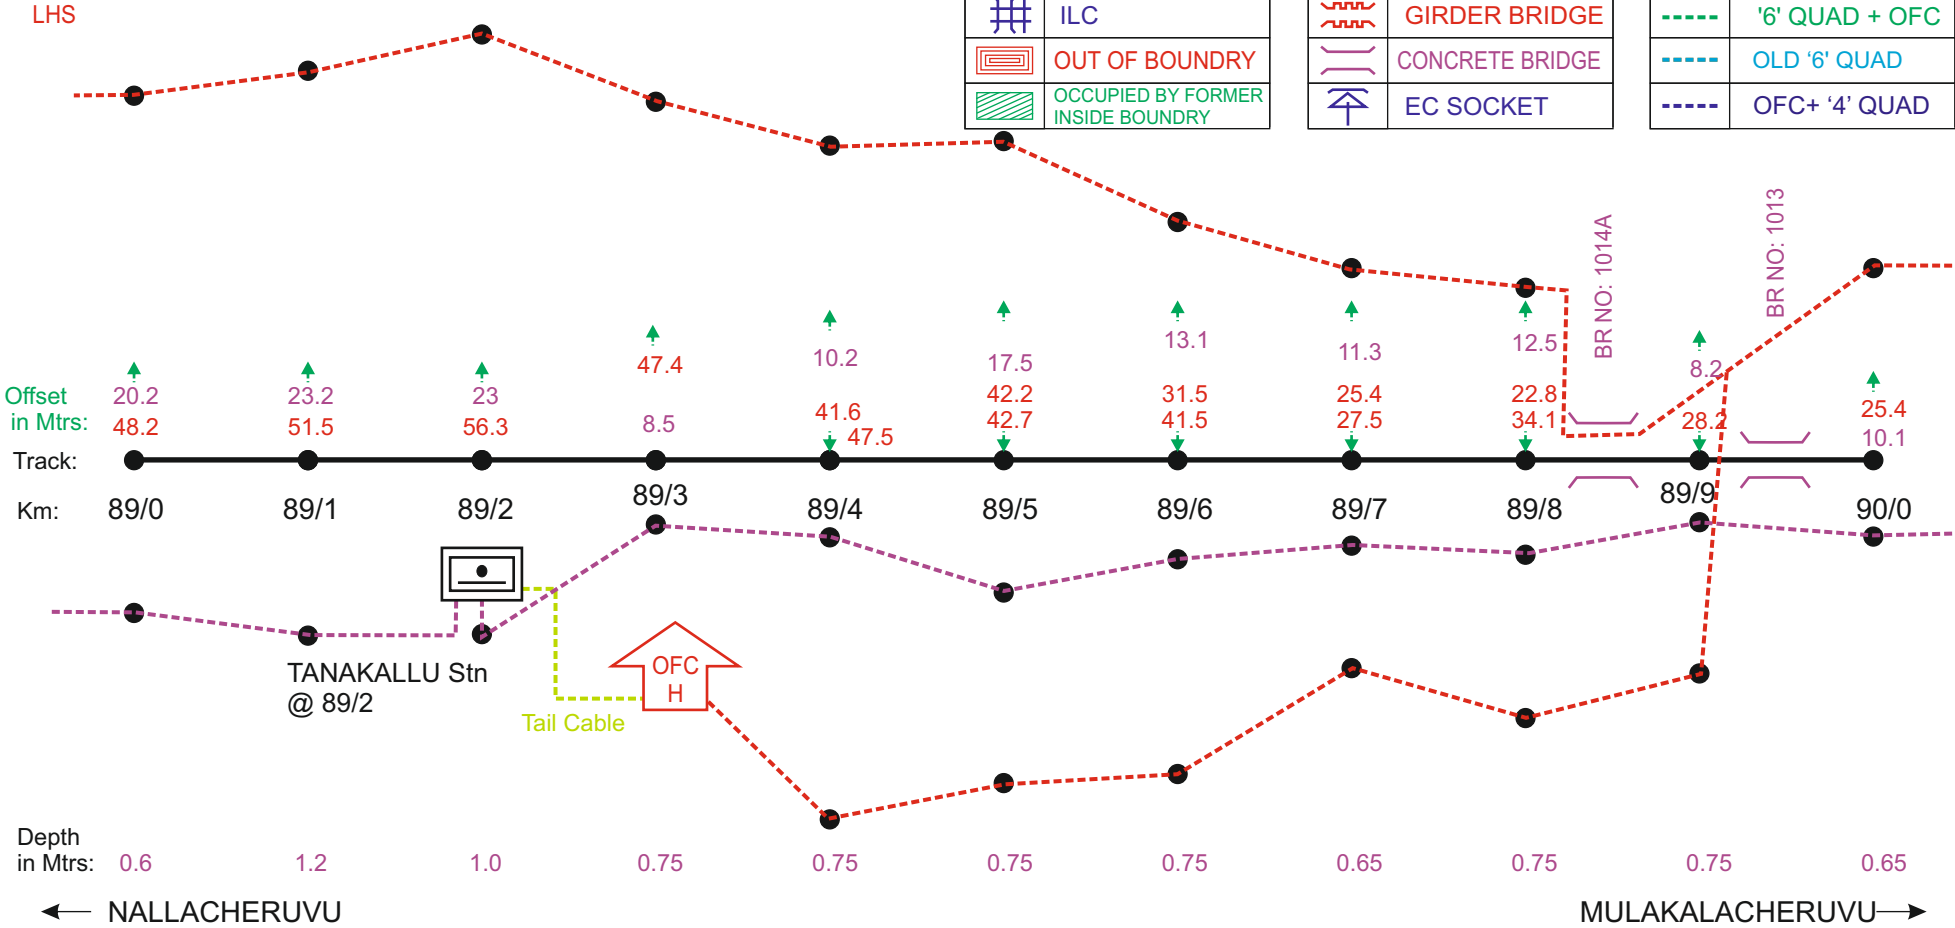 LHS
ILC
GIRDER BRIDGE
'6' QUAD + OFC
OUT OF BOUNDRY
CONCRETE BRIDGE
OLD ‘6’ QUAD
OCCUPIED BY FORMER
INSIDE BOUNDRY
EC SOCKET
OFC+ ‘4’ QUAD
BR NO: 1014A
BR NO: 1013
Offset
in Mtrs:
20.2
48.2
23.2
51.5
23
56.3
47.4
8.5
10.2
41.6
47.5
17.5
42.2
42.7
13.1
31.5
41.5
11.3
25.4
27.5
12.5
22.8
34.1
8.2
28.2
25.4
10.1
Track:
Km: 89/0 89/1 89/2 89/3 89/4 89/5 89/6 89/7 89/8 89/9 90/0
TANAKALLU Stn
@ 89/2
OFC
H
Tail Cable
Depth
in Mtrs: 0.6 1.2 1.0 0.75 0.75 0.75 0.75 0.65 0.75 0.75 0.65
NALLACHERUVU
MULAKALACHERUVU